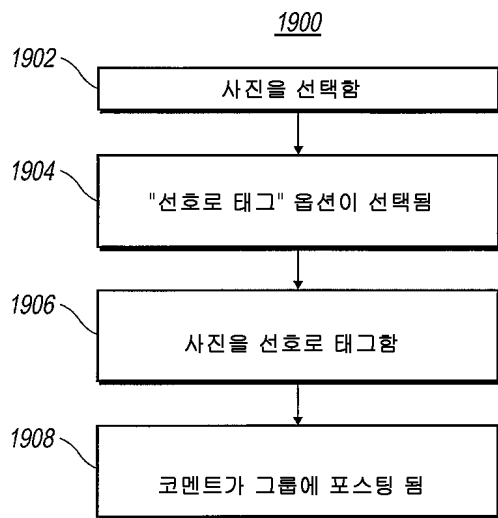 1900
1902
사진을 선택함
1904
"선호로 태그" 옵션이 선택됨
1906
사진을 선호로 태그함
1908
코멘트가 그룹에 포스팅 됨